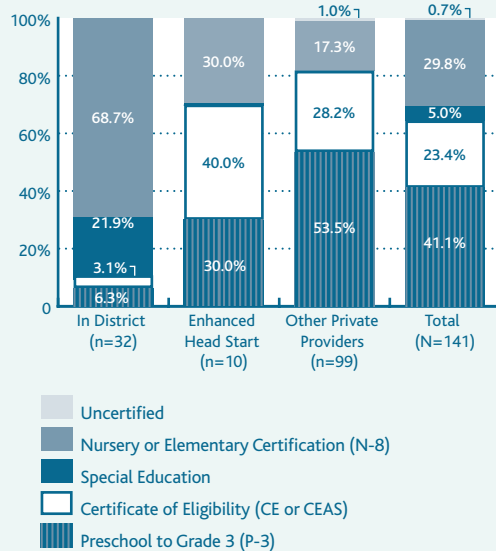 1.0% 0.7%
100%
80%
60%
40%
20%
0
68.7%
21.9%
3.1%
6.3%
30.0%
40.0%
30.0%
17.3%
28.2%
53.5%
29.8%
5.0%
23.4%
41.1%
In District
(n=32)
Enhanced
Head Start
(n=10)
Other Private
Providers
(n=99)
Total
(N=141)
Uncertified
Nursery or Elementary Certification (N-8)
Special Education
Certificate of Eligibility (CE or CEAS)
Preschool to Grade 3 (P-3)